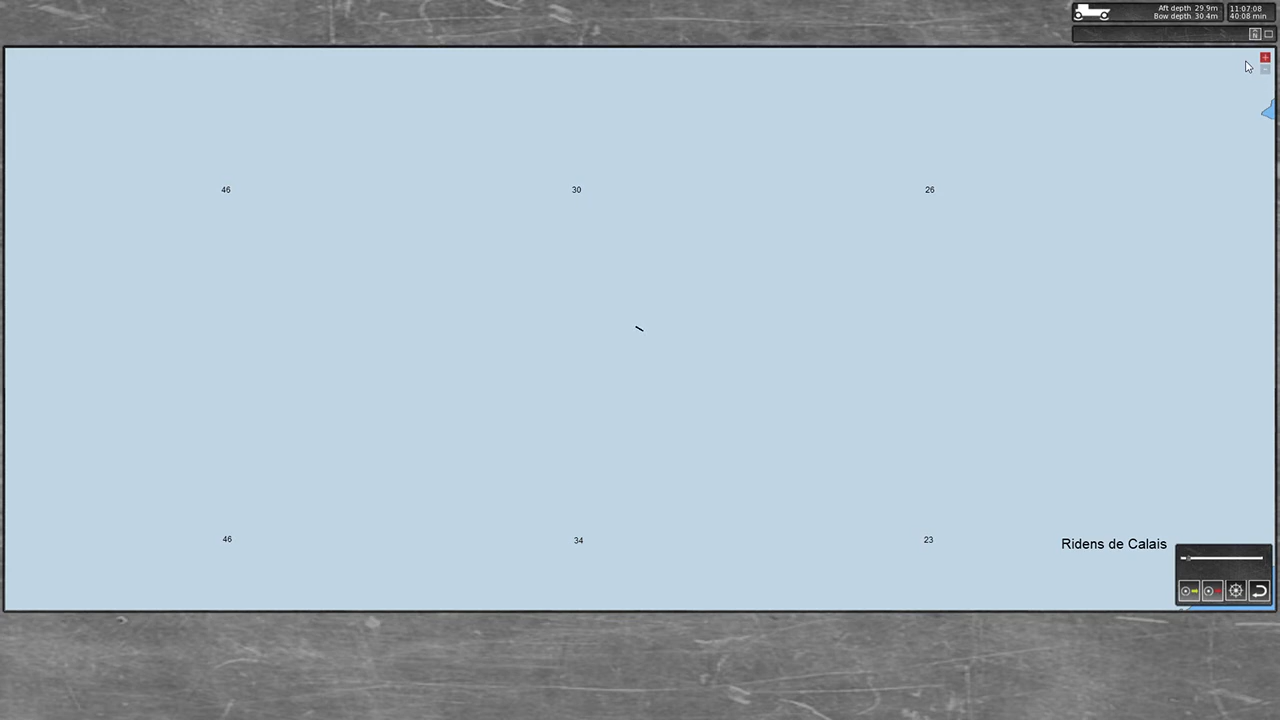 Aft depth 29.9m
Bow depth 30.4m
11:07:08
40:08 min
N
46
30
26
46
34
23
Ridens de Calais